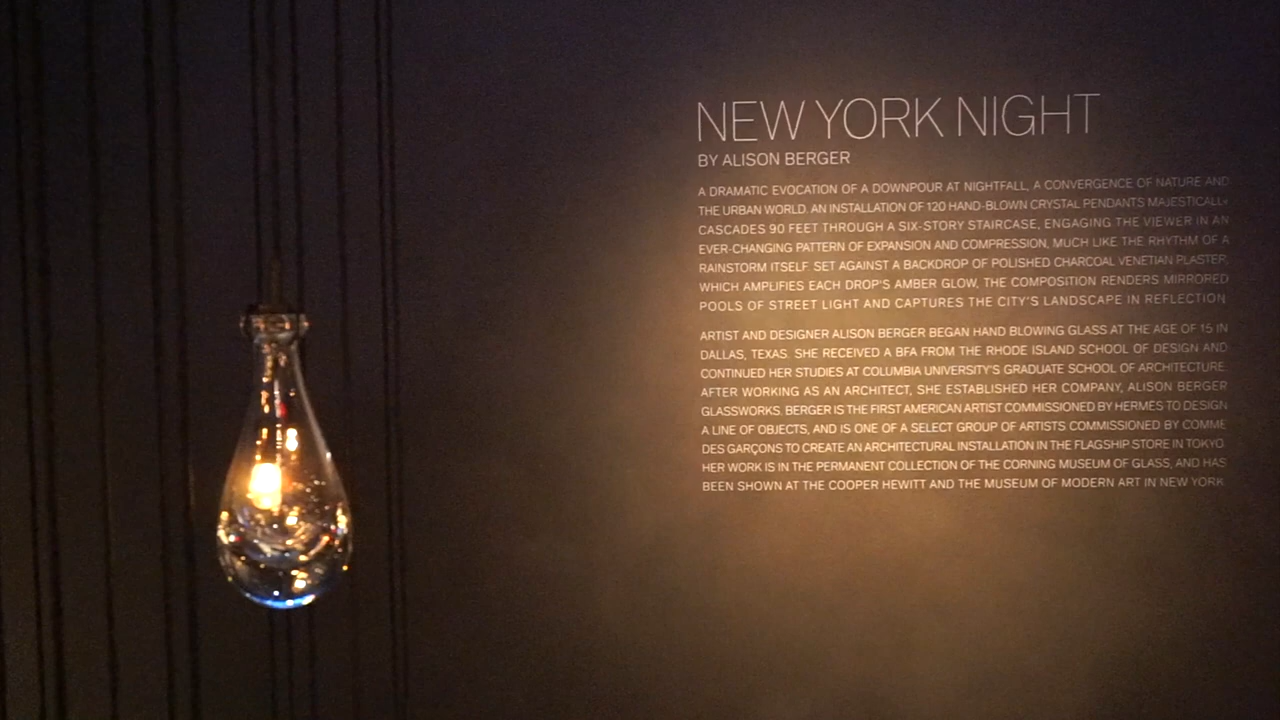 NEW YORK NIGHT
BY ALISON BERGER
A DRAMATIC EVOCATION OF A DOWNPOUR AT NIGHTFALL, A CONVERGENCE OF NATURE AND
THE URBAN WORLD. AN INSTALLATION OF 120 HAND-BLOWN CRYSTAL PENDANTS MAJESTICALLY
CASCADES 90 FEET THROUGH A SIX-STORY STAIRCASE, ENGAGING THE VIEWER IN AN
EVER-CHANGING PATTERN OF EXPANSION AND COMPRESSION, MUCH LIKE THE RHYTHM OF A
RAINSTORM ITSELF. SET AGAINST A BACKDROP OF POLISHED CHARCOAL VENETIAN PLASTER,
WHICH AMPLIFIES EACH DROP'S AMBER GLOW, THE COMPOSITION RENDERS MIRRORED
POOLS OF STREET LIGHT AND CAPTURES THE CITY'S LANDSCAPE IN REFLECTION.
ARTIST AND DESIGNER ALISON BERGER BEGAN HAND BLOWING GLASS AT THE AGE OF 15 IN
DALLAS, TEXAS. SHE RECEIVED A BFA FROM THE RHODE ISLAND SCHOOL OF DESIGN AND
CONTINUED HER STUDIES AT COLUMBIA UNIVERSITY'S GRADUATE SCHOOL OF ARCHITECTURE.
AFTER WORKING AS AN ARCHITECT, SHE ESTABLISHED HER COMPANY, ALISON BERGER
GLASSWORKS. BERGER IS THE FIRST AMERICAN ARTIST COMMISSIONED BY HERMÈS TO DESIGN
A LINE OF OBJECTS, AND IS ONE OF A SELECT GROUP OF ARTISTS COMMISSIONED BY COMME
DES GARÇONS TO CREATE AN ARCHITECTURAL INSTALLATION IN THE FLAGSHIP STORE IN TOKYO.
HER WORK IS IN THE PERMANENT COLLECTION OF THE CORNING MUSEUM OF GLASS, AND HAS
BEEN SHOWN AT THE COOPER HEWITT AND THE MUSEUM OF MODERN ART IN NEW YORK.